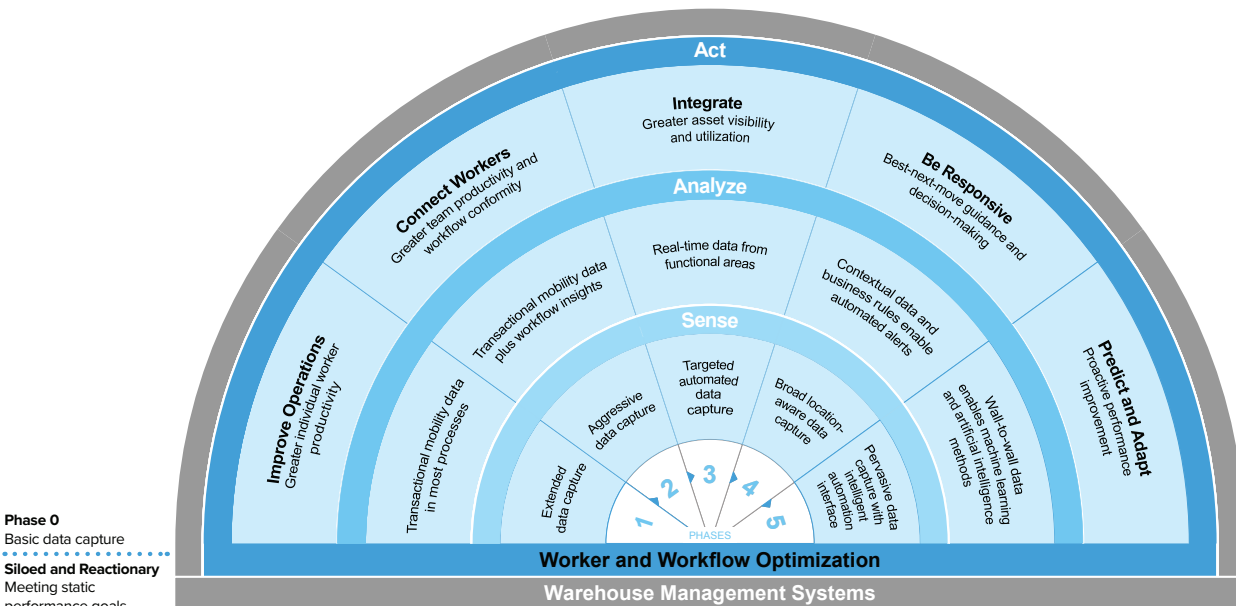 Act
Improve Operations
Greater individual worker
productivity
Connect Workers
Greater team productivity and
workflow conformity
Integrate
Greater asset visibility
and utilization
Be Responsive
Best-next-move guidance and
decision-making
Predict and Adapt
Proactive performance
improvement
Analyze
Transactional mobility data
in most processes
Transactional mobility data
plus workflow insights
Real-time data from
functional areas
Contextual data and
business rules enable
automated alerts
Wall-to-wall data
enables machine learning
and artificial intelligence
methods
Sense
Extended
data capture
Aggressive
data capture
Targeted
automated
data
capture
Broad location-
aware data
capture
Pervasive data
capture with
intelligent
automation
interface
1
2
3
4
5
PHASES
Phase 0
Basic data capture
Siloed and Reactionary
Meeting static
performance goals
Worker and Workflow Optimization
Warehouse Management Systems